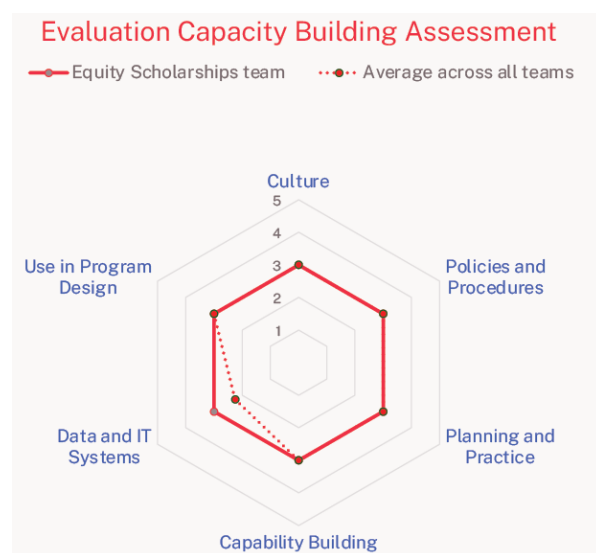 Evaluation Capacity Building Assessment
Equity Scholarships team
Average across all teams
Culture
5
4
3
2
1
Use in Program
Design
Policies and
Procedures
Data and IT
Systems
Planning and
Practice
Capability Building